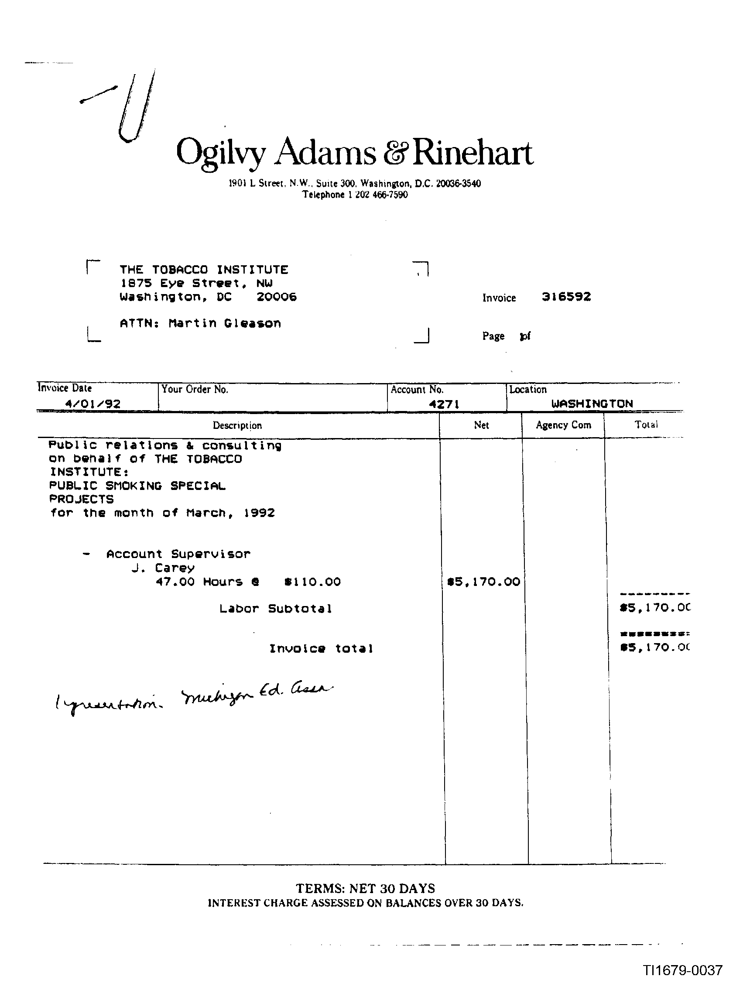 Ogilvy Adams & Rinehart
1901 L Street, N.W., Suite 300, Washington, D.C. 20036-3540
Telephone 1 202 466-7590
THE TOBACCO INSTITUTE
1875 Eye Street, NW
Washington, DC 20006
Invoice 316592
ATTN: Martin Gleason
Page of
Invoice Date Your Order No. Account No. Location
4/01/92 4271 WASHINGTON
Description Net Agency Com Total
Public relations & consulting
on behalf of THE TOBACCO
INSTITUTE:
PUBLIC SMOKING SPECIAL
PROJECTS
for the month of March, 1992
- Account Supervisor
J. Carey
47.00 Hours @ $110.00 $5,170.00
Labor Subtotal $5,170.00
Invoice total $5,170.00
1 presentation. Michigan Ed. Assn.
TERMS: NET 30 DAYS
INTEREST CHARGE ASSESSED ON BALANCES OVER 30 DAYS.
TI1679-0037